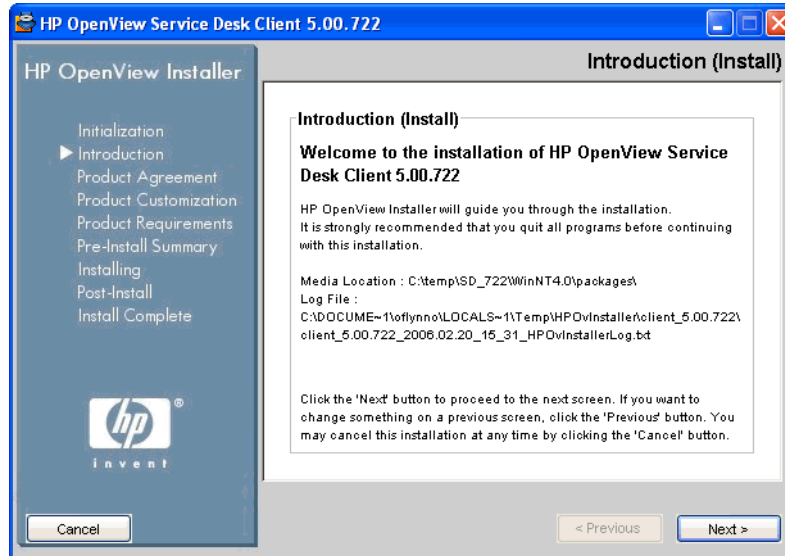 HP OpenView Service Desk Client 5.00.722
HP OpenView Installer
Initialization
Introduction
Product Agreement
Product Customization
Product Requirements
Pre-Install Summary
Installing
Post-Install
Install Complete
hp
®
invent
Cancel
Introduction (Install)
Introduction (Install)
Welcome to the installation of HP OpenView Service
Desk Client 5.00.722
HP OpenView Installer will guide you through the installation.
It is strongly recommended that you quit all programs before continuing
with this installation.
Media Location : C:\temp\SD_722\WinNT4.0\packages\
Log File :
C:\DOCUME~1\oflynno\LOCALS~1\Temp\HPOvInstaller\client_5.00.722\
client_5.00.722_2006.02.20_15_31_HPOvInstallerLog.txt
Click the 'Next' button to proceed to the next screen. If you want to
change something on a previous screen, click the 'Previous' button. You
may cancel this installation at any time by clicking the 'Cancel' button.
< Previous
Next >